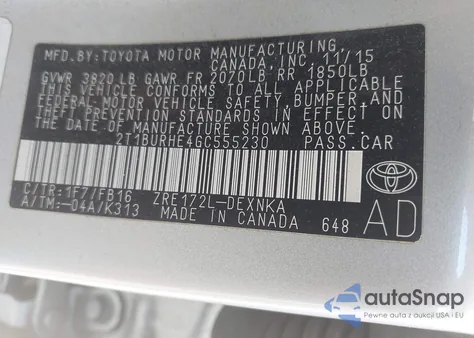 MFD.BY:TOYOTA MOTOR MANUFACTURING,
CANADA, INC. 11/15
GVWR 3820LB GAWR FR 2070LB RR 1850LB
THIS VEHICLE CONFORMS TO ALL APPLICABLE
FEDERAL MOTOR VEHICLE SAFETY, BUMPER, AND
THEFT PREVENTION STANDARDS IN EFFECT ON
THE DATE OF MANUFACTURE SHOWN ABOVE.
2T1BURHE4GC555230 PASS.CAR
C/TR:1F7/FB16 ZRE172L-DEXNKA
A/TM:-04A/K313 MADE IN CANADA 648
AD
autoSnap
Pewne auta z aukcji USA i EU